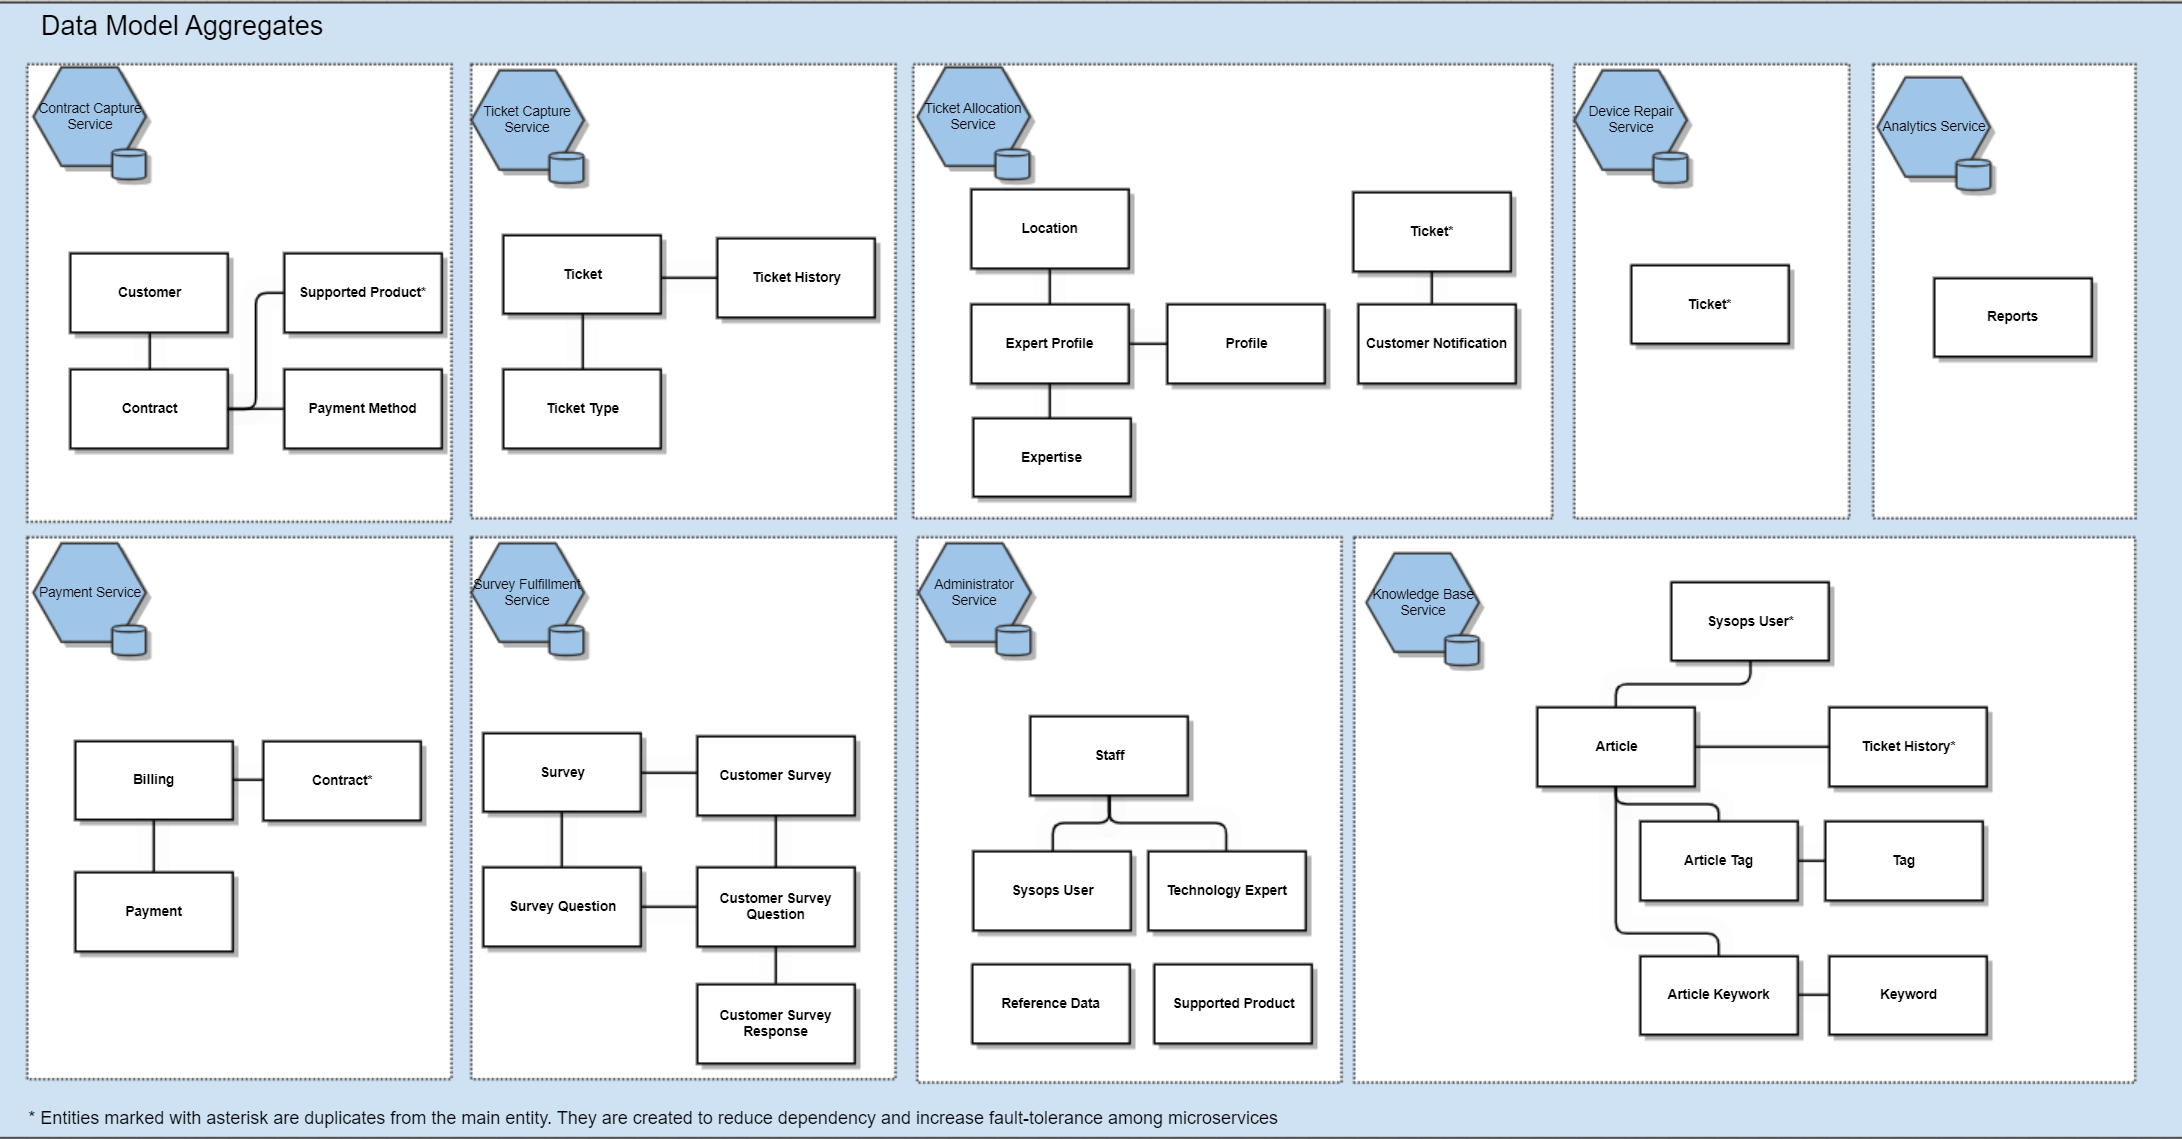 Data Model Aggregates
Contract Capture
Service
Customer
Supported Product*
Contract
Payment Method
Ticket Capture
Service
Ticket
Ticket History
Ticket Type
Ticket Allocation
Service
Location
Ticket*
Expert Profile
Profile
Customer Notification
Expertise
Device Repair
Service
Ticket*
Analytics Service
Reports
Payment Service
Billing
Contract*
Payment
Survey Fulfillment
Service
Survey
Customer Survey
Survey Question
Customer Survey
Question
Customer Survey
Response
Administrator
Service
Staff
Sysops User
Technology Expert
Reference Data
Supported Product
Knowledge Base
Service
Sysops User*
Article
Ticket History*
Article Tag
Tag
Article Keywork
Keyword
* Entities marked with asterisk are duplicates from the main entity. They are created to reduce dependency and increase fault-tolerance among microservices